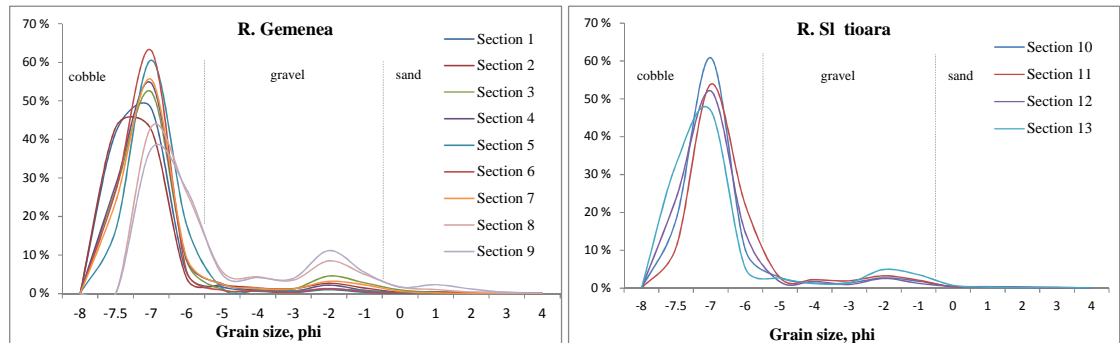 R. Gemenea
70 %
60 %
50 %
40 %
30 %
20 %
10 %
0 %
cobble
gravel
sand
Section 1
Section 2
Section 3
Section 4
Section 5
Section 6
Section 7
Section 8
Section 9
-8 -7.5 -7 -6 -5 -4 -3 -2 -1 0 1 2 3 4
Grain size, phi
R. Sl tioara
70 %
60 %
50 %
40 %
30 %
20 %
10 %
0 %
cobble
gravel
sand
Section 10
Section 11
Section 12
Section 13
-8 -7.5 -7 -6 -5 -4 -3 -2 -1 0 1 2 3 4
Grain size, phi